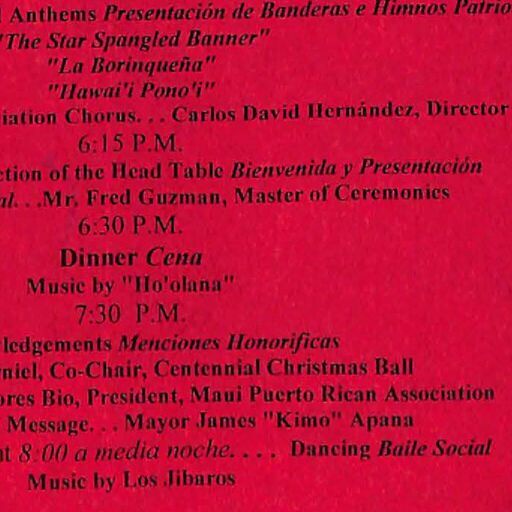 Anthems Presentación de Banderas e Himnos Patrio
"The Star Spangled Banner"
"La Borinqueña"
"Hawai'i Pono'i"
iation Chorus. . . Carlos David Hernández, Director
6:15 P.M.
ction of the Head Table Bienvenida y Presentación
al. . .Mr. Fred Guzman, Master of Ceremonies
6:30 P.M.
Dinner Cena
Music by "Ho'olana"
7:30 P.M.
ledgements Menciones Honorificas
niel, Co-Chair, Centennial Christmas Ball
ores Bio, President, Maui Puerto Rican Association
Message. . . Mayor James "Kimo" Apana
8:00 a media noche. . . . Dancing Baile Social
Music by Los Jibaros